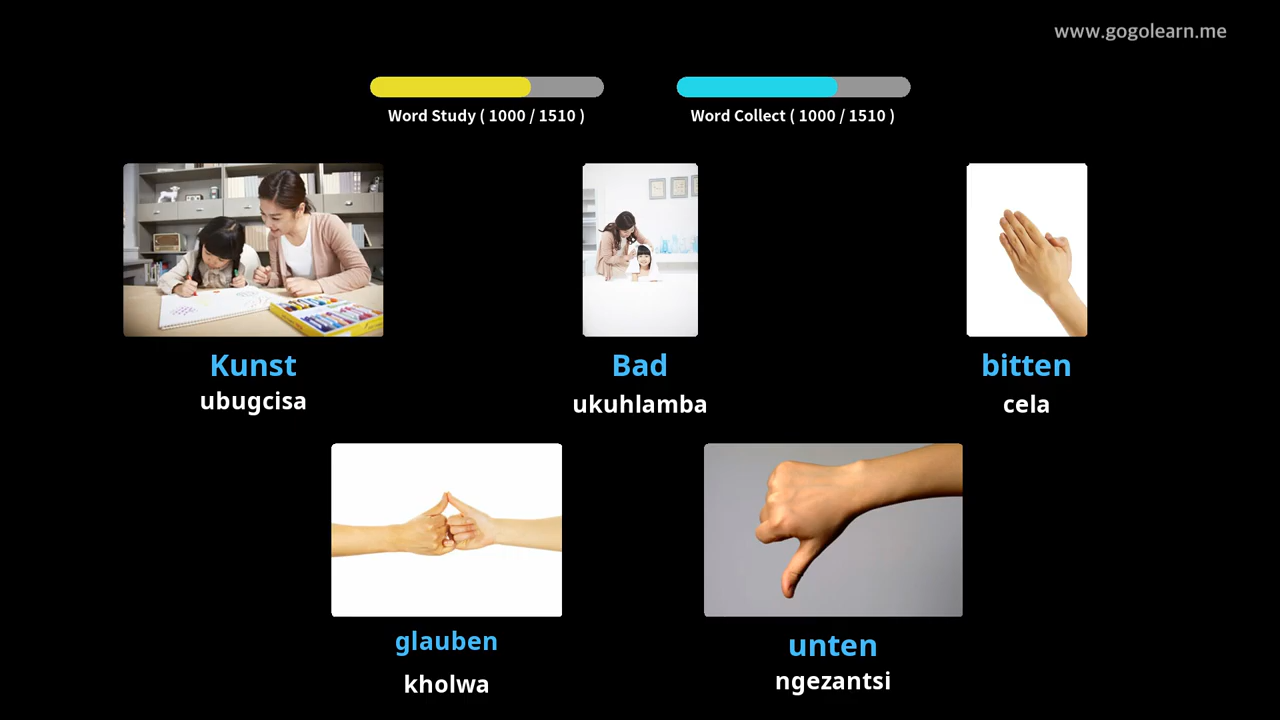 www.gogolearn.me
Word Study ( 1000 / 1510 )
Word Collect ( 1000 / 1510 )
Kunst
ubugcisa
Bad
ukuhlamba
bitten
cela
glauben
kholwa
unten
ngezantsi